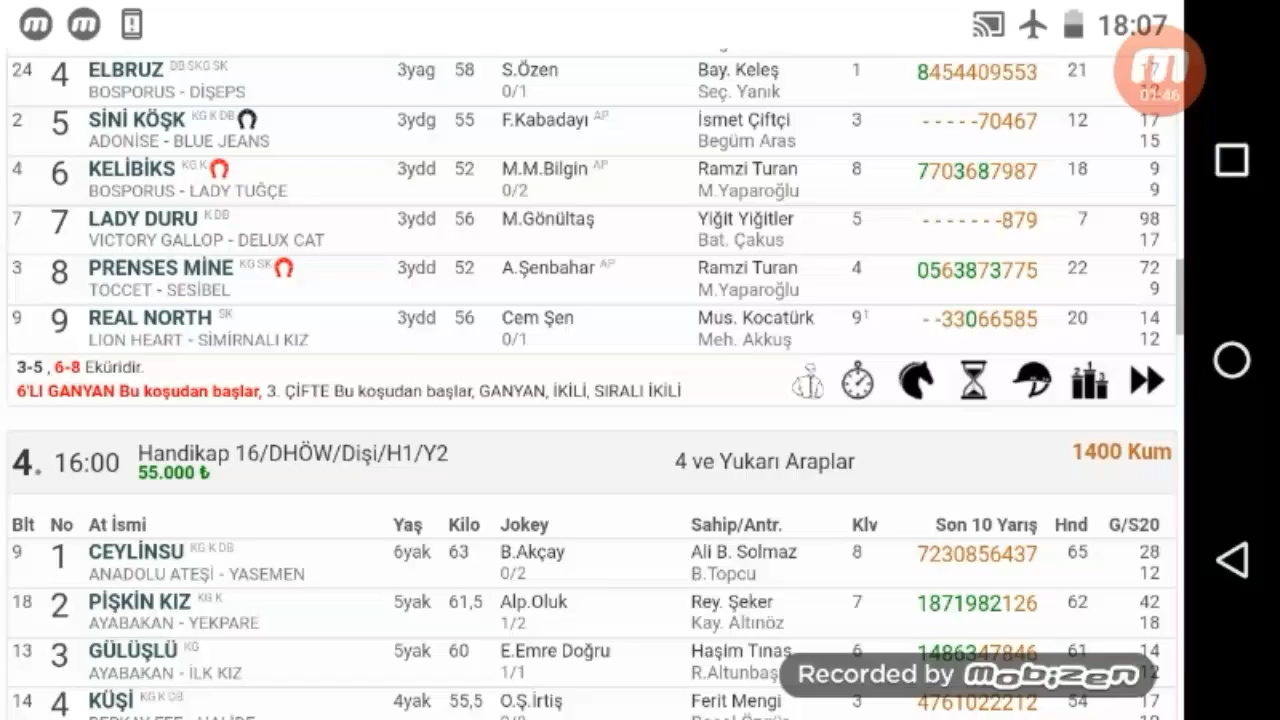 18:07
01:46
24 4 ELBRUZ DB SKG SK 3yag 58 S.Özen Bay. Keleş 1 8454409553 21 17
BOSPORUS - DİŞEPS 0/1 Seç. Yanık
2 5 SİNİ KÖŞK KG K DB 3ydg 55 F.Kabadayı AP İsmet Çiftçi 3 - - - - -70467 12 17
ADONİSE - BLUE JEANS Begüm Aras 15
4 6 KELİBİKS KG K 3ydd 52 M.M.Bilgin AP Ramzi Turan 8 7703687987 18 9
BOSPORUS - LADY TUĞÇE 0/2 M.Yaparoğlu 9
7 7 LADY DURU K DB 3ydd 56 M.Gönültaş Yiğit Yiğitler 5 - - - - - - -879 7 98
VICTORY GALLOP - DELUX CAT Bat. Çakus 17
3 8 PRENSES MİNE KG SK 3ydd 52 A.Şenbahar AP Ramzi Turan 4 0563873775 22 72
TOCCET - SESİBEL M.Yaparoğlu 9
9 9 REAL NORTH SK 3ydd 56 Cem Şen Mus. Kocatürk 9↑ - -33066585 20 14
LION HEART - SİMİRNALI KIZ 0/1 Meh. Akkuş 12
3-5 , 6-8 Eküridir.
6'LI GANYAN Bu koşudan başlar, 3. ÇİFTE Bu koşudan başlar, GANYAN, İKİLİ, SIRALI İKİLİ
4. 16:00 Handikap 16/DHÖW/Dişi/H1/Y2 4 ve Yukarı Araplar 1400 Kum
55.000 ₺
Blt No At İsmi Yaş Kilo Jokey Sahip/Antr. Klv Son 10 Yarış Hnd G/S20
9 1 CEYLİNSU KG K DB 6yak 63 B.Akçay Ali B. Solmaz 8 7230856437 65 28
ANADOLU ATEŞİ - YASEMEN 0/2 B.Topcu 12
18 2 PİŞKİN KIZ KG K 5yak 61,5 Alp.Oluk Rey. Şeker 7 1871982126 62 42
AYABAKAN - YEKPARE 1/2 Kay. Altınöz 18
13 3 GÜLÜŞLÜ KG 5yak 60 E.Emre Doğru Haşim Tınaş 6 1486347846 61 14
AYABAKAN - İLK KIZ 1/1 R.Altunbaş
Recorded by mobizen
14 4 KÜŞİ KG K DB 4yak 55,5 O.Ş.İrtiş Ferit Mengi 3 4761022212 54 17